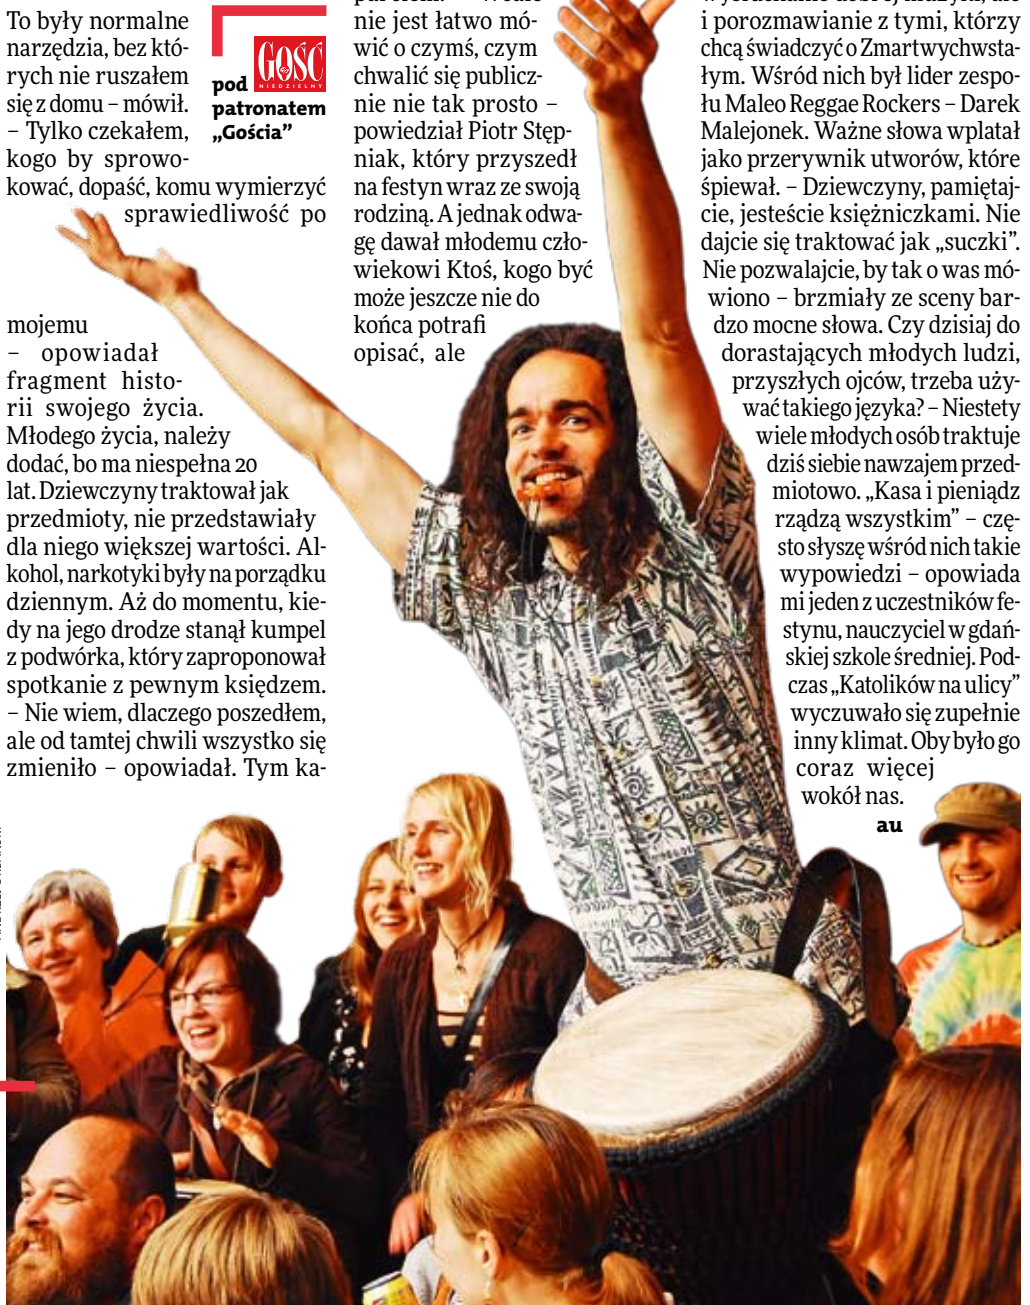 To były normalne
narzędzia, bez któ-
rych nie ruszałem
się z domu – mówił.
– Tylko czekałem,
kogo by sprowo-
kować, dopaść, komu wymierzyć
sprawiedliwość po
mojemu
– opowiadał
fragment histo-
rii swojego życia.
Młodego życia, należy
dodać, bo ma niespełna 20
lat. Dziewczyny traktował jak
przedmioty, nie przedstawiały
dla niego większej wartości. Al-
kohol, narkotyki były na porządku
dziennym. Aż do momentu, kie-
dy na jego drodze stanął kumpel
z podwórka, który zaproponował
spotkanie z pewnym księdzem.
– Nie wiem, dlaczego poszedłem,
ale od tamtej chwili wszystko się
zmieniło – opowiadał. Tym ka-
GOŚĆ
NIEDZIELNY
pod
patronatem
„Gościa”
nie jest łatwo mó-
wić o czymś, czym
chwalić się publicz-
nie nie tak prosto –
powiedział Piotr Stęp-
niak, który przyszedł
na festyn wraz ze swoją
rodziną. A jednak odwa-
gę dawał młodemu czło-
wiekowi Ktoś, kogo być
może jeszcze nie do
końca potrafi
opisać, ale
i porozmawianie z tymi, którzy
chcą świadczyć o Zmartwychwsta-
łym. Wśród nich był lider zespo-
łu Maleo Reggae Rockers – Darek
Malejonek. Ważne słowa wplatał
jako przerywnik utworów, które
śpiewał. – Dziewczyny, pamiętaj-
cie, jesteście księżniczkami. Nie
dajcie się traktować jak „suczki”.
Nie pozwalajcie, by tak o was mó-
wiono – brzmiały ze sceny bar-
dzo mocne słowa. Czy dzisiaj do
dorastających młodych ludzi,
przyszłych ojców, trzeba uży-
wać takiego języka? – Niestety
wiele młodych osób traktuje
dziś siebie nawzajem przed-
miotowo. „Kasa i pieniądz
rządzą wszystkim” – czę-
sto słyszę wśród nich takie
wypowiedzi – opowiada
mi jeden z uczestników fe-
stynu, nauczyciel w gdań-
skiej szkole średniej. Pod-
czas „Katolików na ulicy”
wyczuwało się zupełnie
inny klimat. Oby było go
coraz więcej
wokół nas.
au